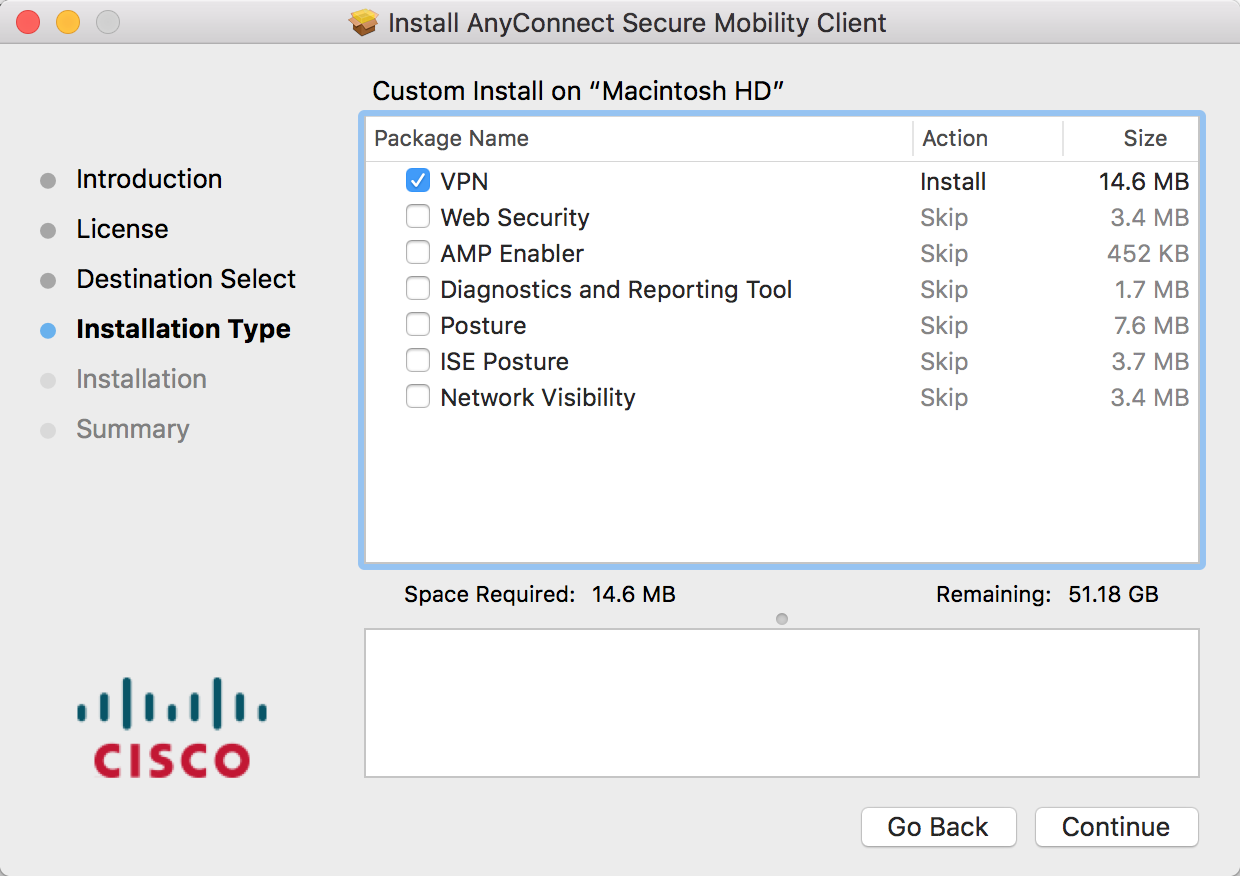 Install AnyConnect Secure Mobility Client
Introduction
License
Destination Select
Installation Type
Installation
Summary
CISCO
Custom Install on “Macintosh HD”
Package Name Action Size
VPN Install 14.6 MB
Web Security Skip 3.4 MB
AMP Enabler Skip 452 KB
Diagnostics and Reporting Tool Skip 1.7 MB
Posture Skip 7.6 MB
ISE Posture Skip 3.7 MB
Network Visibility Skip 3.4 MB
Space Required: 14.6 MB Remaining: 51.18 GB
Go Back Continue